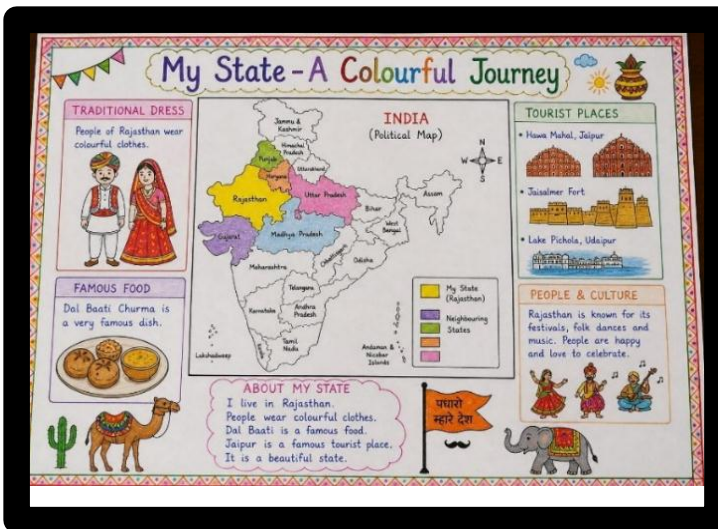 My State - A Colourful Journey
TRADITIONAL DRESS
People of Rajasthan wear
colourful clothes.
FAMOUS FOOD
Dal Baati Churma is
a very famous dish.
INDIA
(Political Map)
N
W
E
S
Jammu &
Kashmir
Himachal
Pradesh
Punjab
Uttarakhand
Haryana
Rajasthan
Uttar Pradesh
Assam
Bihar
West
Bengal
Gujarat
Madhya Pradesh
Chhattisgarh
Odisha
Maharashtra
Telangana
Karnataka
Andhra
Pradesh
Tamil
Nadu
Kerala
Lakshadweep
Andaman &
Nicobar
Islands
My State
(Rajasthan)
Neighbouring
States
TOURIST PLACES
• Hawa Mahal, Jaipur
• Jaisalmer Fort
• Lake Pichola, Udaipur
PEOPLE & CULTURE
Rajasthan is known for its
festivals, folk dances and
music. People are happy
and love to celebrate.
ABOUT MY STATE
I live in Rajasthan.
People wear colourful clothes.
Dal Baati is a famous food.
Jaipur is a famous tourist place.
It is a beautiful state.
पधारो
म्हारे देश